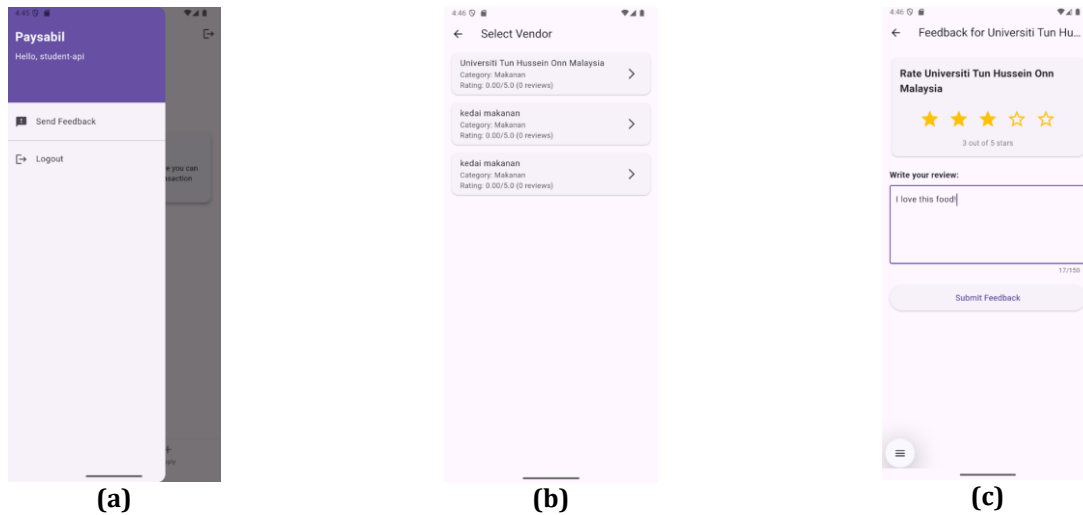 4:45
Paysabil
Hello, student-api
Send Feedback
Logout
e you can
nsaction
(a)
4:46
Select Vendor
Universiti Tun Hussein Onn Malaysia
Category: Makanan
Rating: 0.00/5.0 (0 reviews)
kedai makanan
Category: Makanan
Rating: 0.00/5.0 (0 reviews)
kedai makanan
Category: Makanan
Rating: 0.00/5.0 (0 reviews)
(b)
4:46
Feedback for Universiti Tun Hu...
Rate Universiti Tun Hussein Onn
Malaysia
3 out of 5 stars
Write your review:
I love this food!
17/150
Submit Feedback
(c)